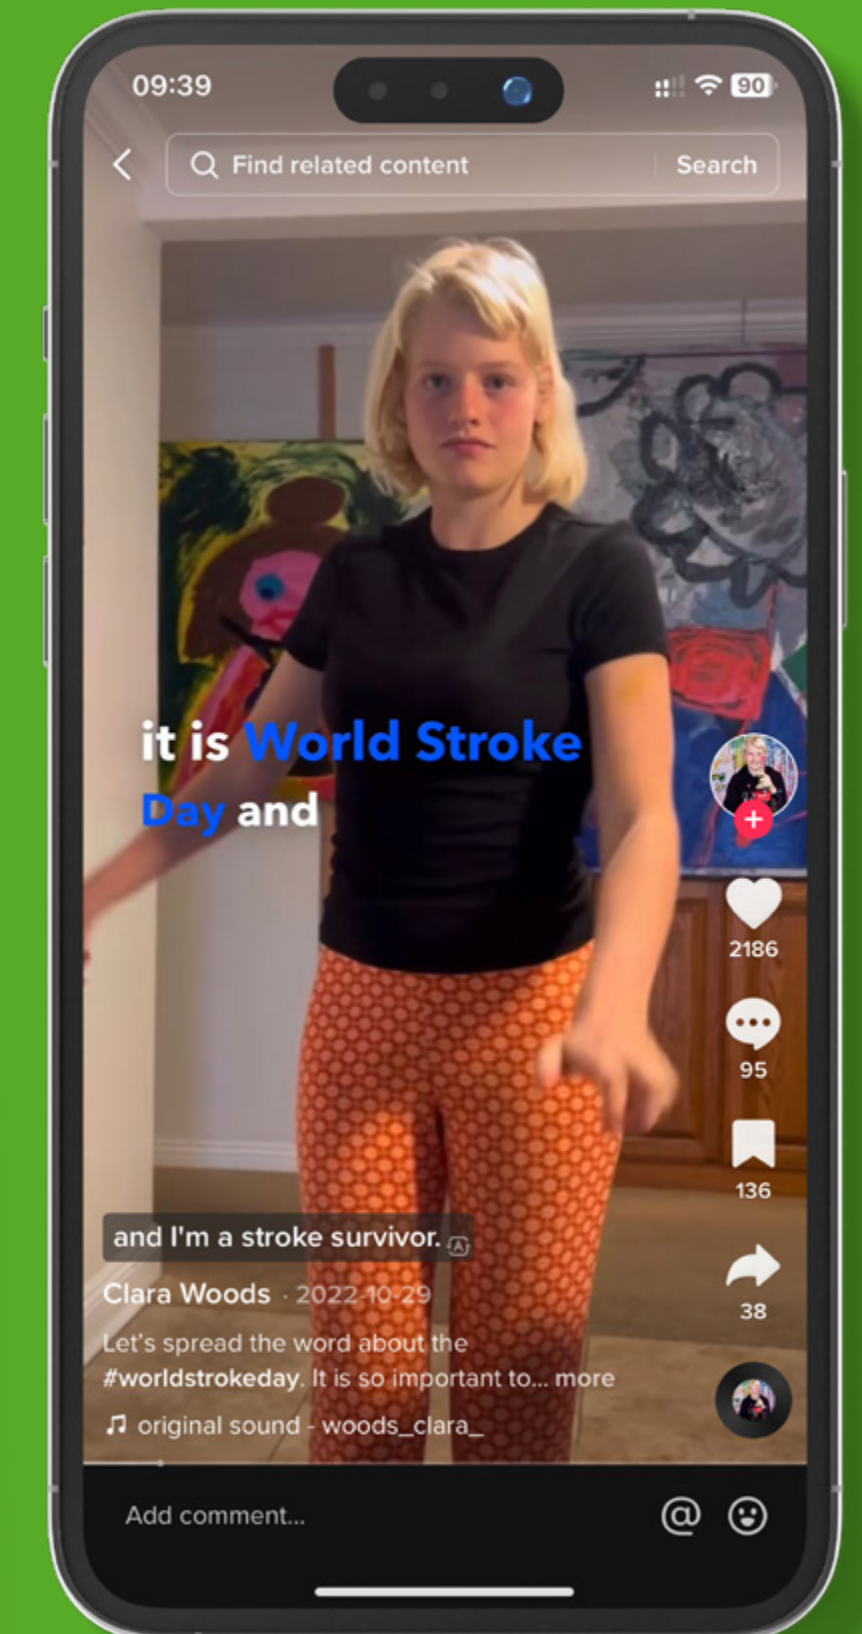 09:39
90
Find related content
Search
it is World Stroke
Day and
2186
95
136
and I'm a stroke survivor.
A
Clara Woods · 2022-10-29
38
Let's spread the word about the
#worldstrokeday. It is so important to... more
original sound - woods_clara_
Add comment...
@